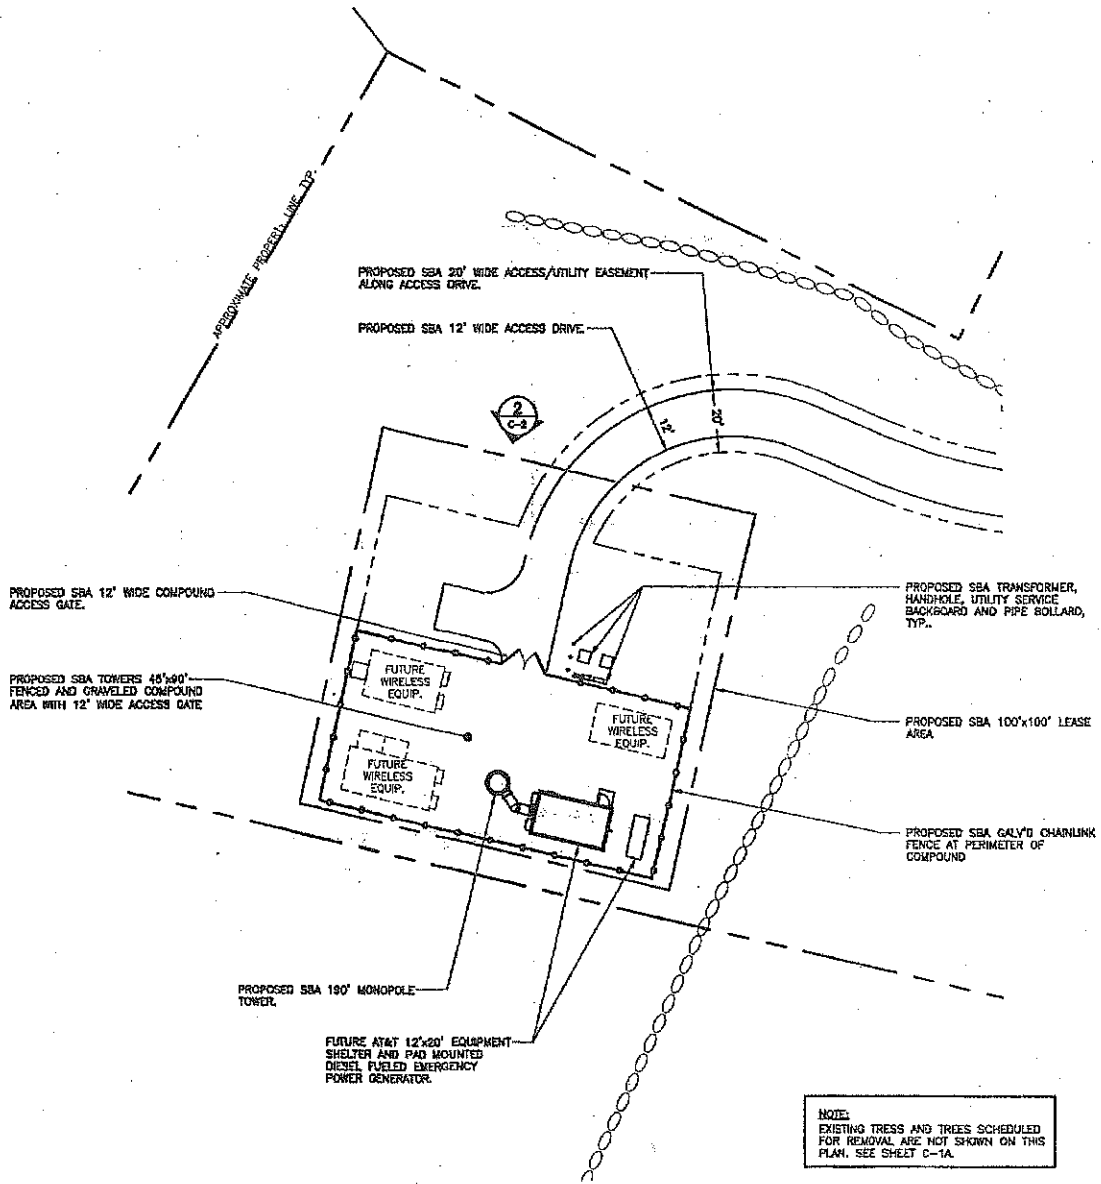 APPROXIMATE PROPERTY LINE TYP.
PROPOSED SBA 20' WIDE ACCESS/UTILITY EASEMENT
ALONG ACCESS DRIVE.
PROPOSED SBA 12' WIDE ACCESS DRIVE.
2
C-2
12'
20'
PROPOSED SBA 12' WIDE COMPOUND
ACCESS GATE.
PROPOSED SBA TRANSFORMER,
HANDHOLE, UTILITY SERVICE
BACKBOARD AND PIPE BOLLARD,
TYP..
PROPOSED SBA TOWERS 45'x90'
FENCED AND GRAVELED COMPOUND
AREA WITH 12' WIDE ACCESS GATE
FUTURE
WIRELESS
EQUIP.
FUTURE
WIRELESS
EQUIP.
FUTURE
WIRELESS
EQUIP.
PROPOSED SBA 100'x100' LEASE
AREA
PROPOSED SBA GALV'D CHAINLINK
FENCE AT PERIMETER OF
COMPOUND
PROPOSED SBA 190' MONOPOLE
TOWER.
FUTURE AT&T 12'x20' EQUIPMENT
SHELTER AND PAD MOUNTED
DIESEL FUELED EMERGENCY
POWER GENERATOR.
NOTE:
EXISTING TRESS AND TREES SCHEDULED
FOR REMOVAL ARE NOT SHOWN ON THIS
PLAN. SEE SHEET C-1A.